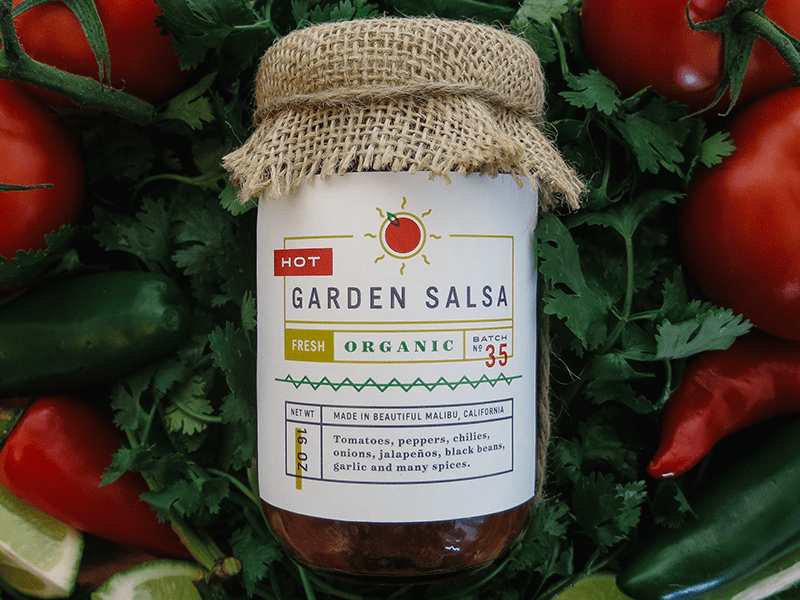 HOT
GARDEN SALSA
FRESH
ORGANIC
BATCH
Nº 35
NET WT
16 OZ
MADE IN BEAUTIFUL MALIBU, CALIFORNIA
Tomatoes, peppers, chilies,
onions, jalapeños, black beans,
garlic and many spices.